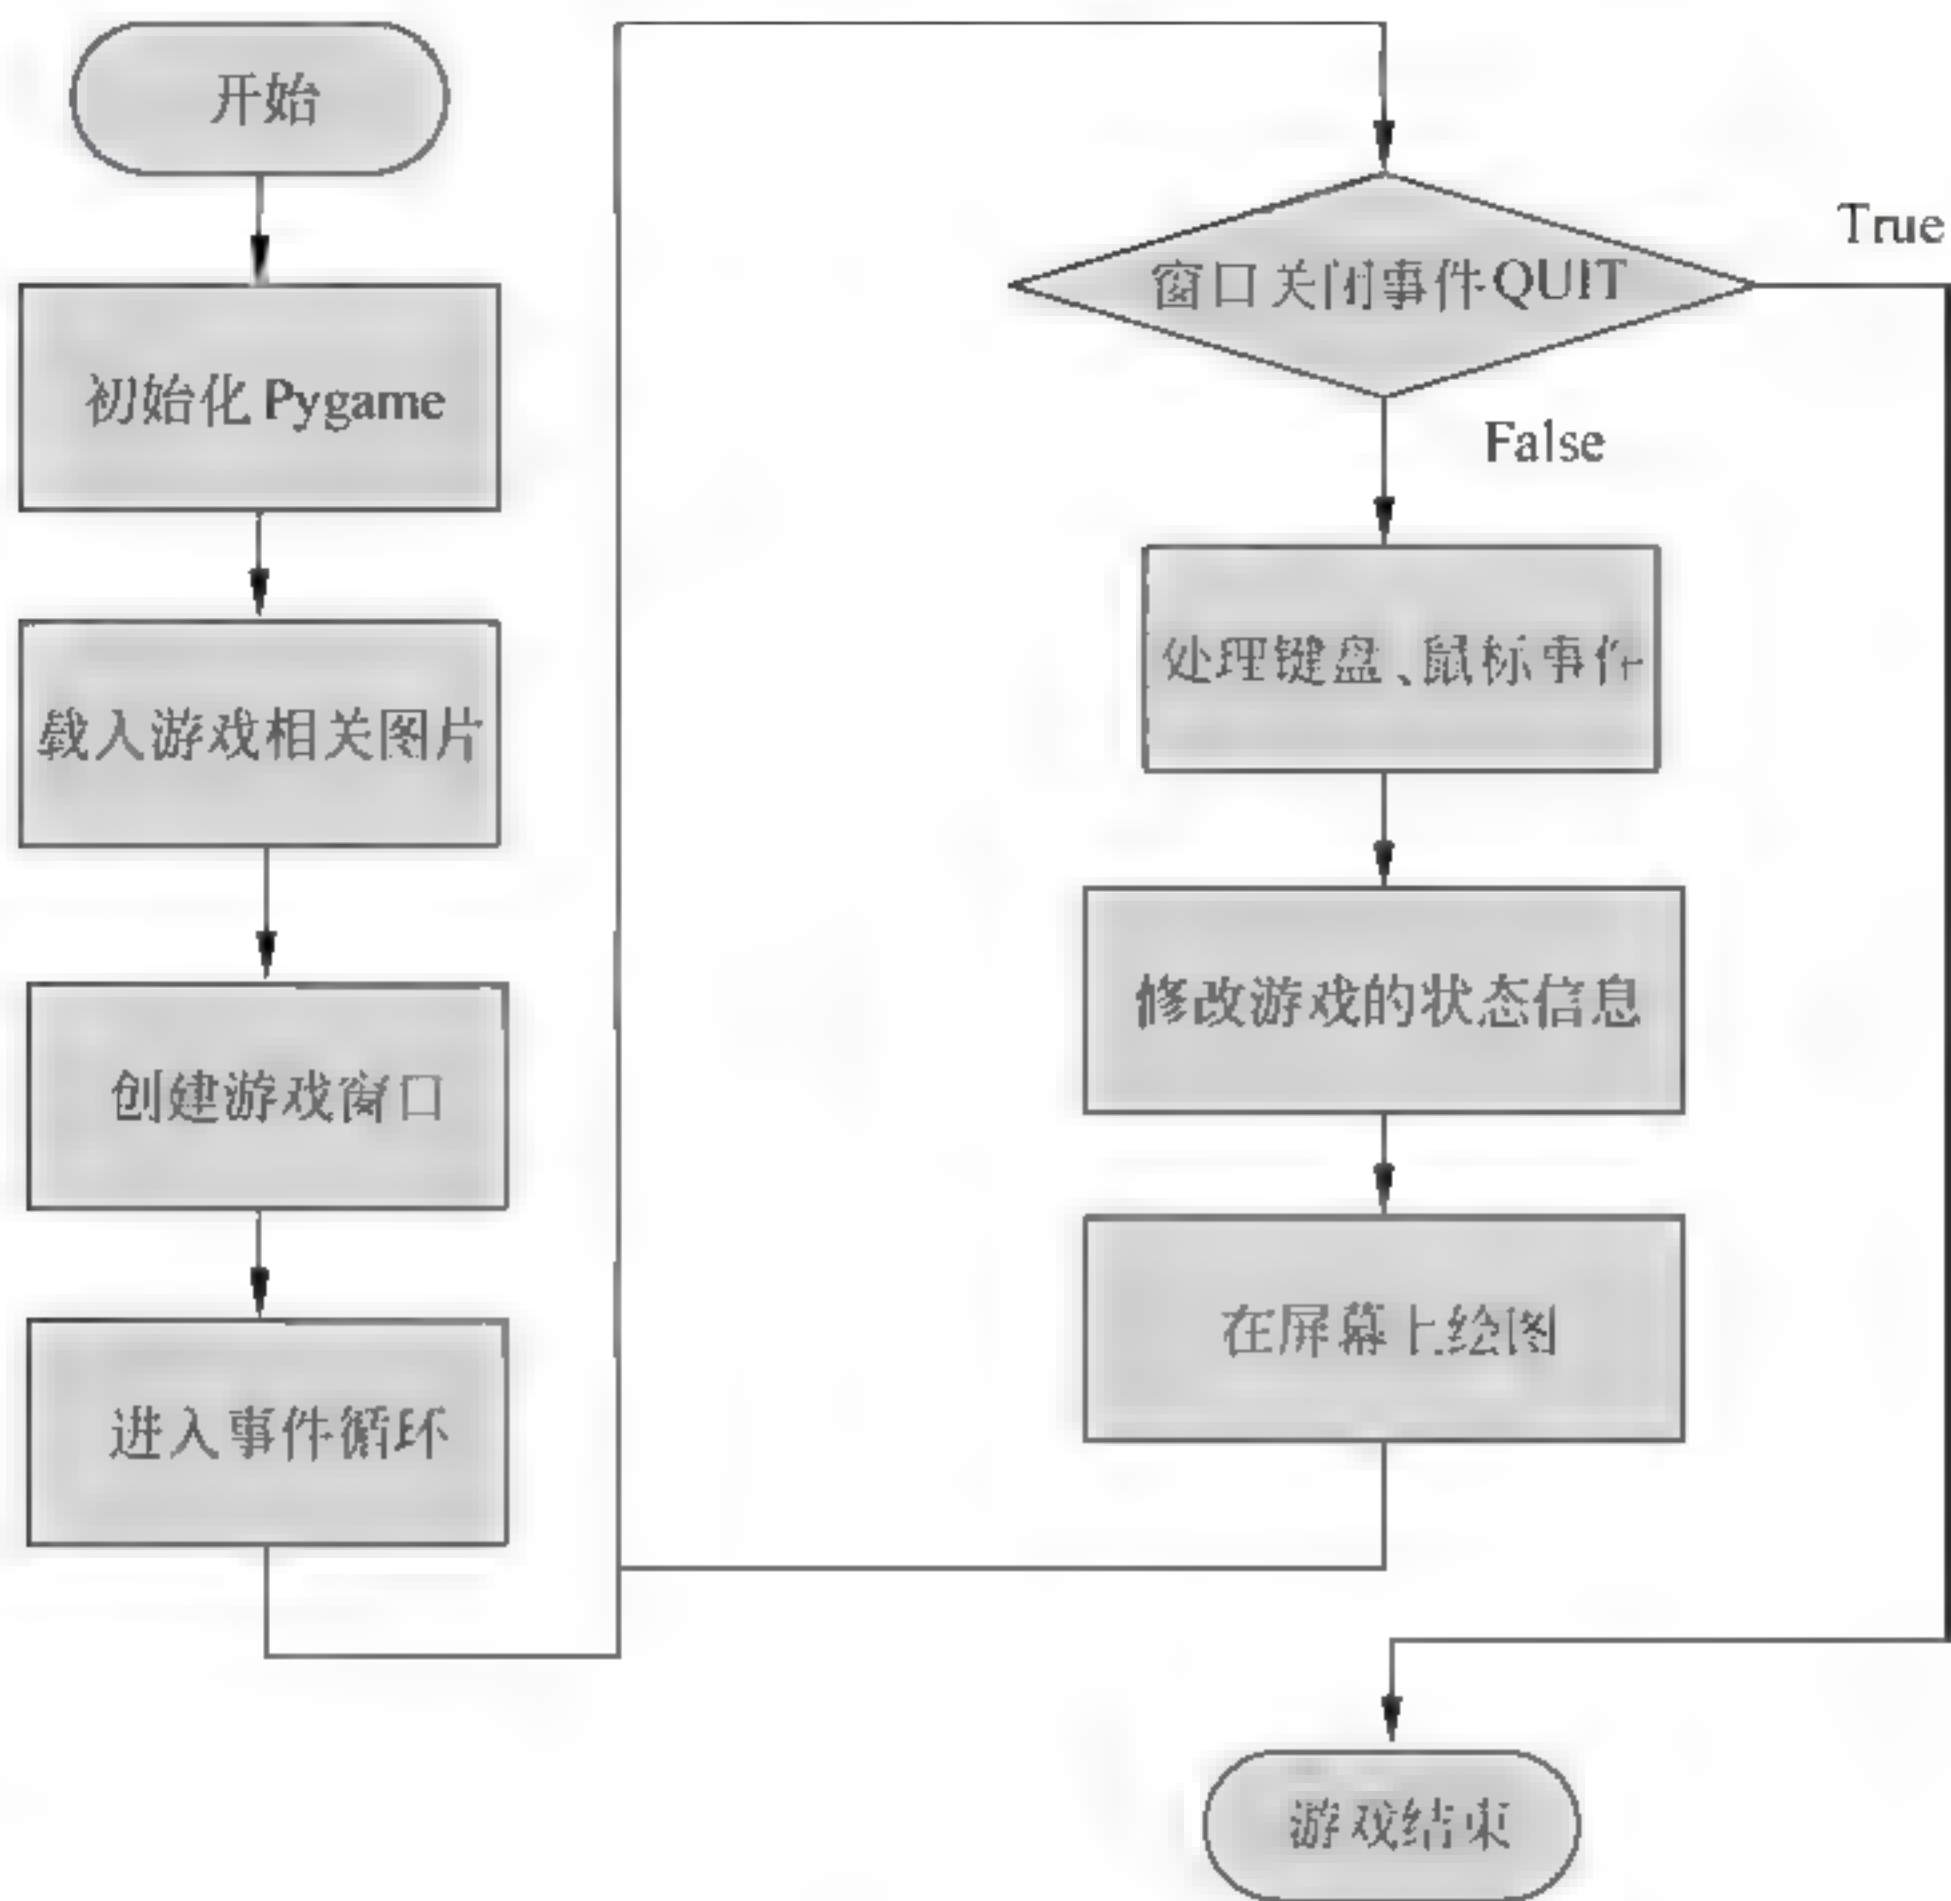 开始
初始化 Pygame
载入游戏相关图片
创建游戏窗口
进入事件循环
窗口关闭事件QUIT
True
False
处理键盘、鼠标事件
修改游戏的状态信息
在屏幕上绘图
游戏结束